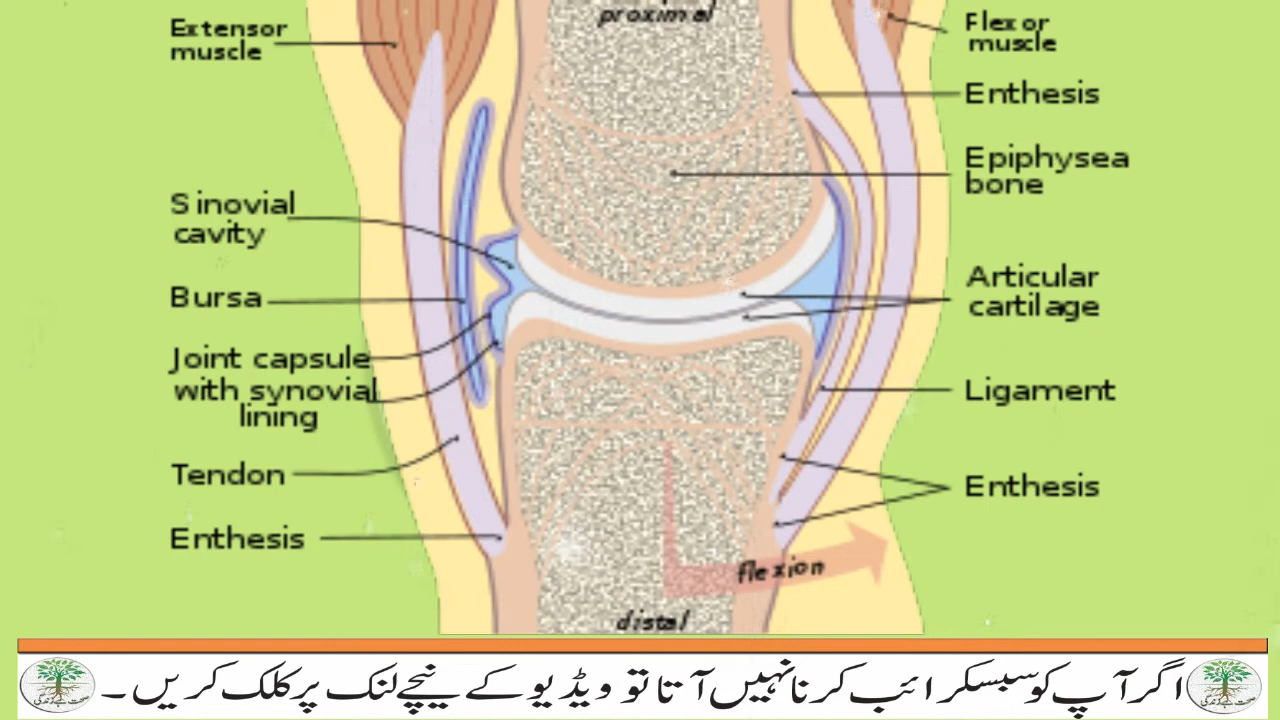 proximal
Extensor
muscle
Flexor
muscle
Enthesis
Epiphysea
bone
Sinovial
cavity
Bursa
Articular
cartilage
Joint capsule
with synovial
lining
Ligament
Tendon
Enthesis
Enthesis
flexion
distal
اگر آپ کو سبسکرائب کرنا نہیں آتا تو ویڈیو کے نیچے لنک پر کلک کریں ۔